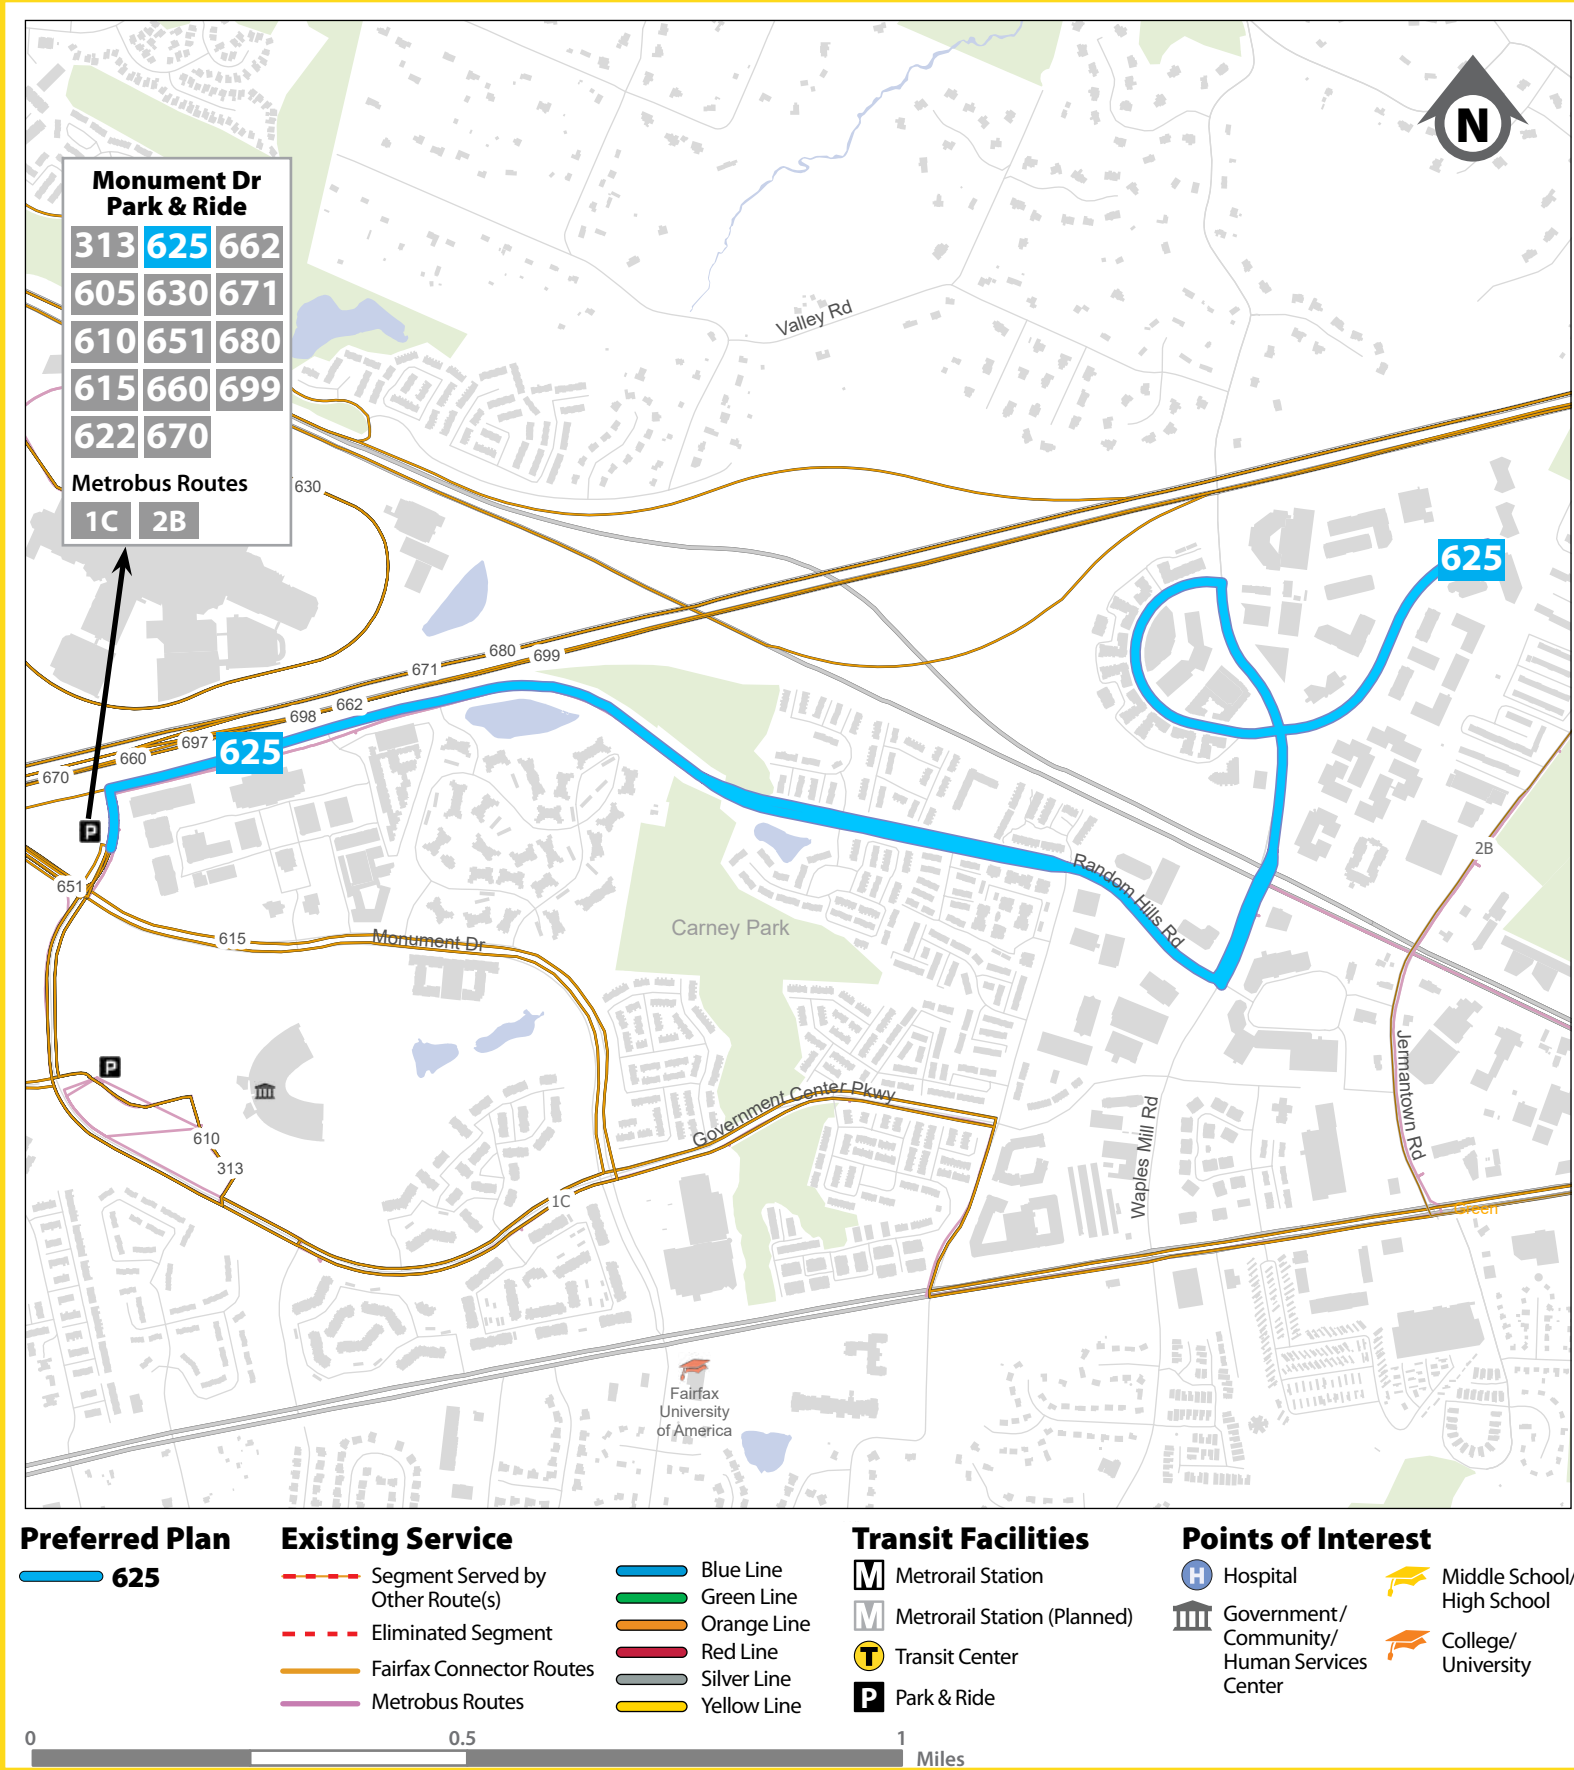 N
Monument Dr
Park & Ride
313 625 662
605 630 671
610 651 680
615 660 699
622 670
Metrobus Routes
1C 2B
630
Valley Rd
625
680
699
671
662
698
697
660
670
625
P
651
615
Monument Dr
Carney Park
Random Hills Rd
2B
Jermantown Rd
P
610
313
1C
Government Center Pkwy
Waples Mill Rd
Green
Fairfax
University
of America
Preferred Plan
625
Existing Service
Segment Served by
Other Route(s)
Eliminated Segment
Fairfax Connector Routes
Metrobus Routes
Blue Line
Green Line
Orange Line
Red Line
Silver Line
Yellow Line
Transit Facilities
M Metrorail Station
M Metrorail Station (Planned)
T Transit Center
P Park & Ride
Points of Interest
H Hospital
Government/
Community/
Human Services
Center
Middle School/
High School
College/
University
0 0.5 1
Miles